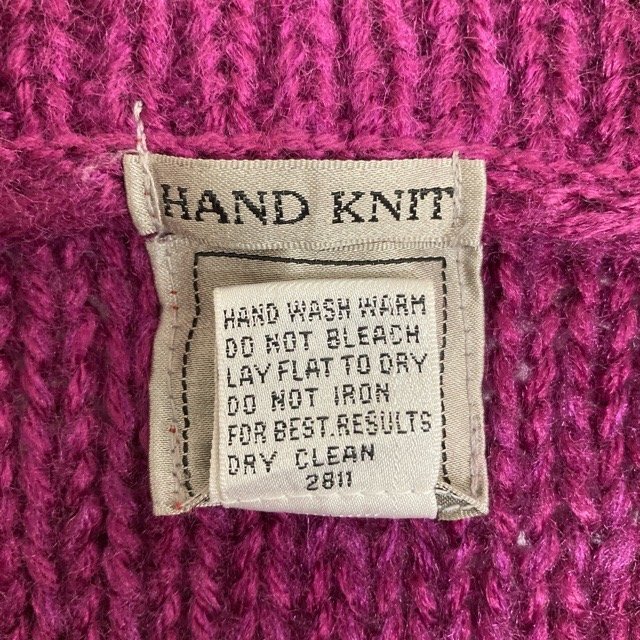 HAND KNIT
HAND WASH WARM
DO NOT BLEACH
LAY FLAT TO DRY
DO NOT IRON
FOR BEST.RESULTS
DRY CLEAN
2811